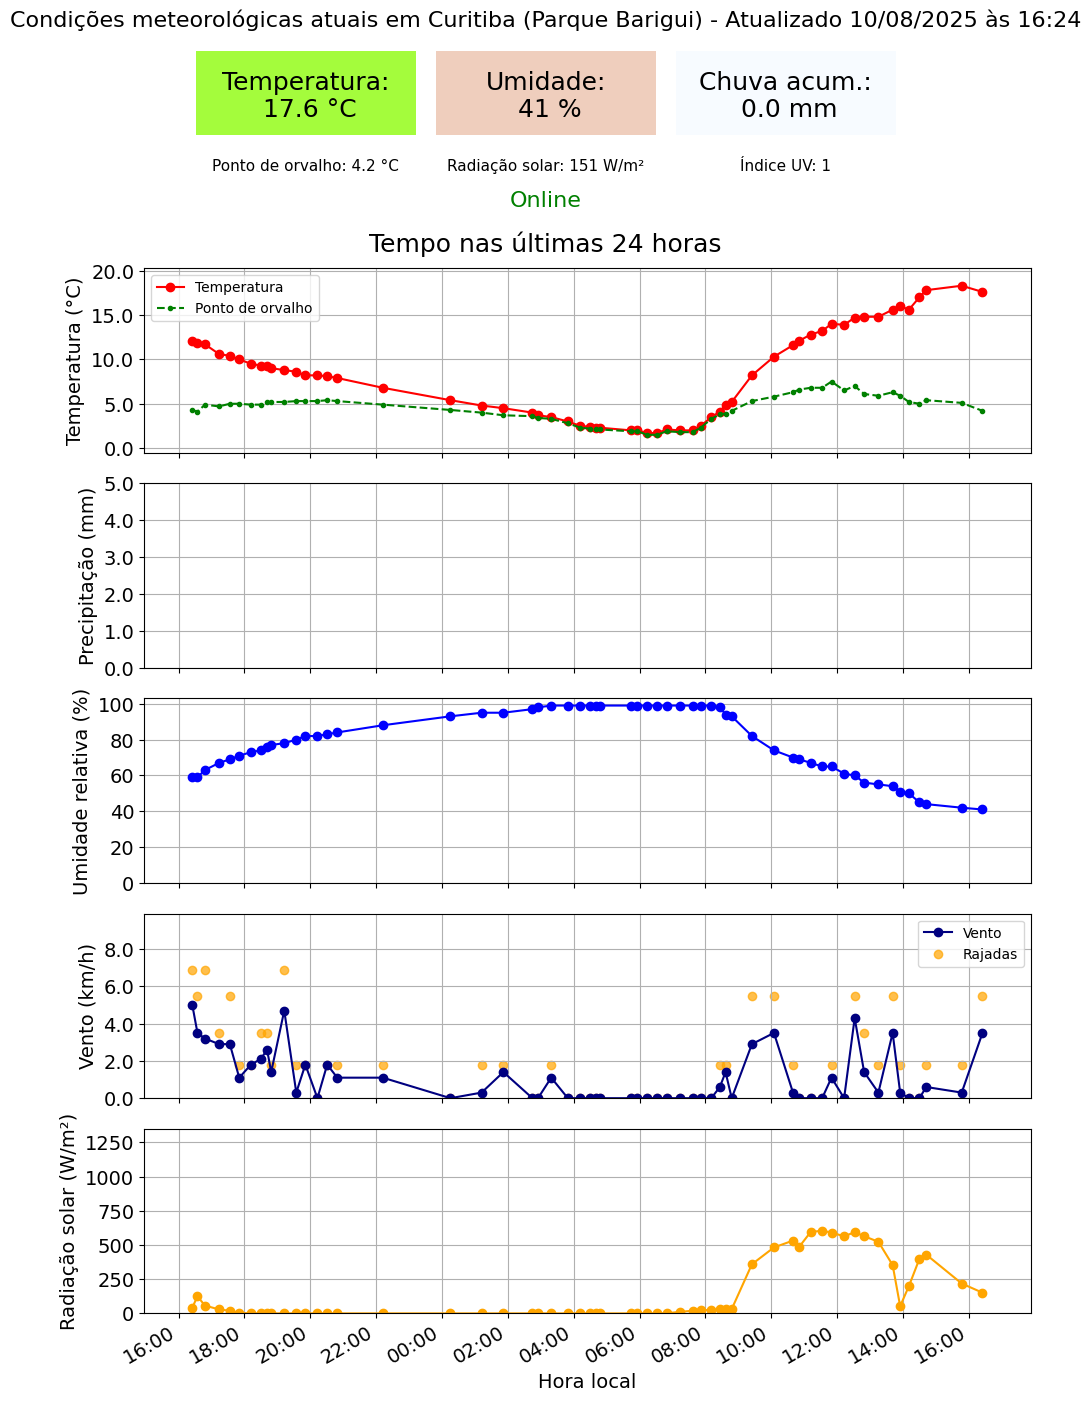 Condições meteorológicas atuais em Curitiba (Parque Barigui) - Atualizado 10/08/2025 às 16:24
Temperatura:
17.6 °C
Umidade:
41 %
Chuva acum.:
0.0 mm
Ponto de orvalho: 4.2 °C
Radiação solar: 151 W/m²
Índice UV: 1
Online
Tempo nas últimas 24 horas
Temperatura (°C)
20.0
15.0
10.0
5.0
0.0
Temperatura
Ponto de orvalho
Precipitação (mm)
5.0
4.0
3.0
2.0
1.0
0.0
Umidade relativa (%)
100
80
60
40
20
0
Vento (km/h)
8.0
6.0
4.0
2.0
0.0
Vento
Rajadas
Radiação solar (W/m²)
1250
1000
750
500
250
0
16:00
18:00
20:00
22:00
00:00
02:00
04:00
06:00
08:00
10:00
12:00
14:00
16:00
Hora local